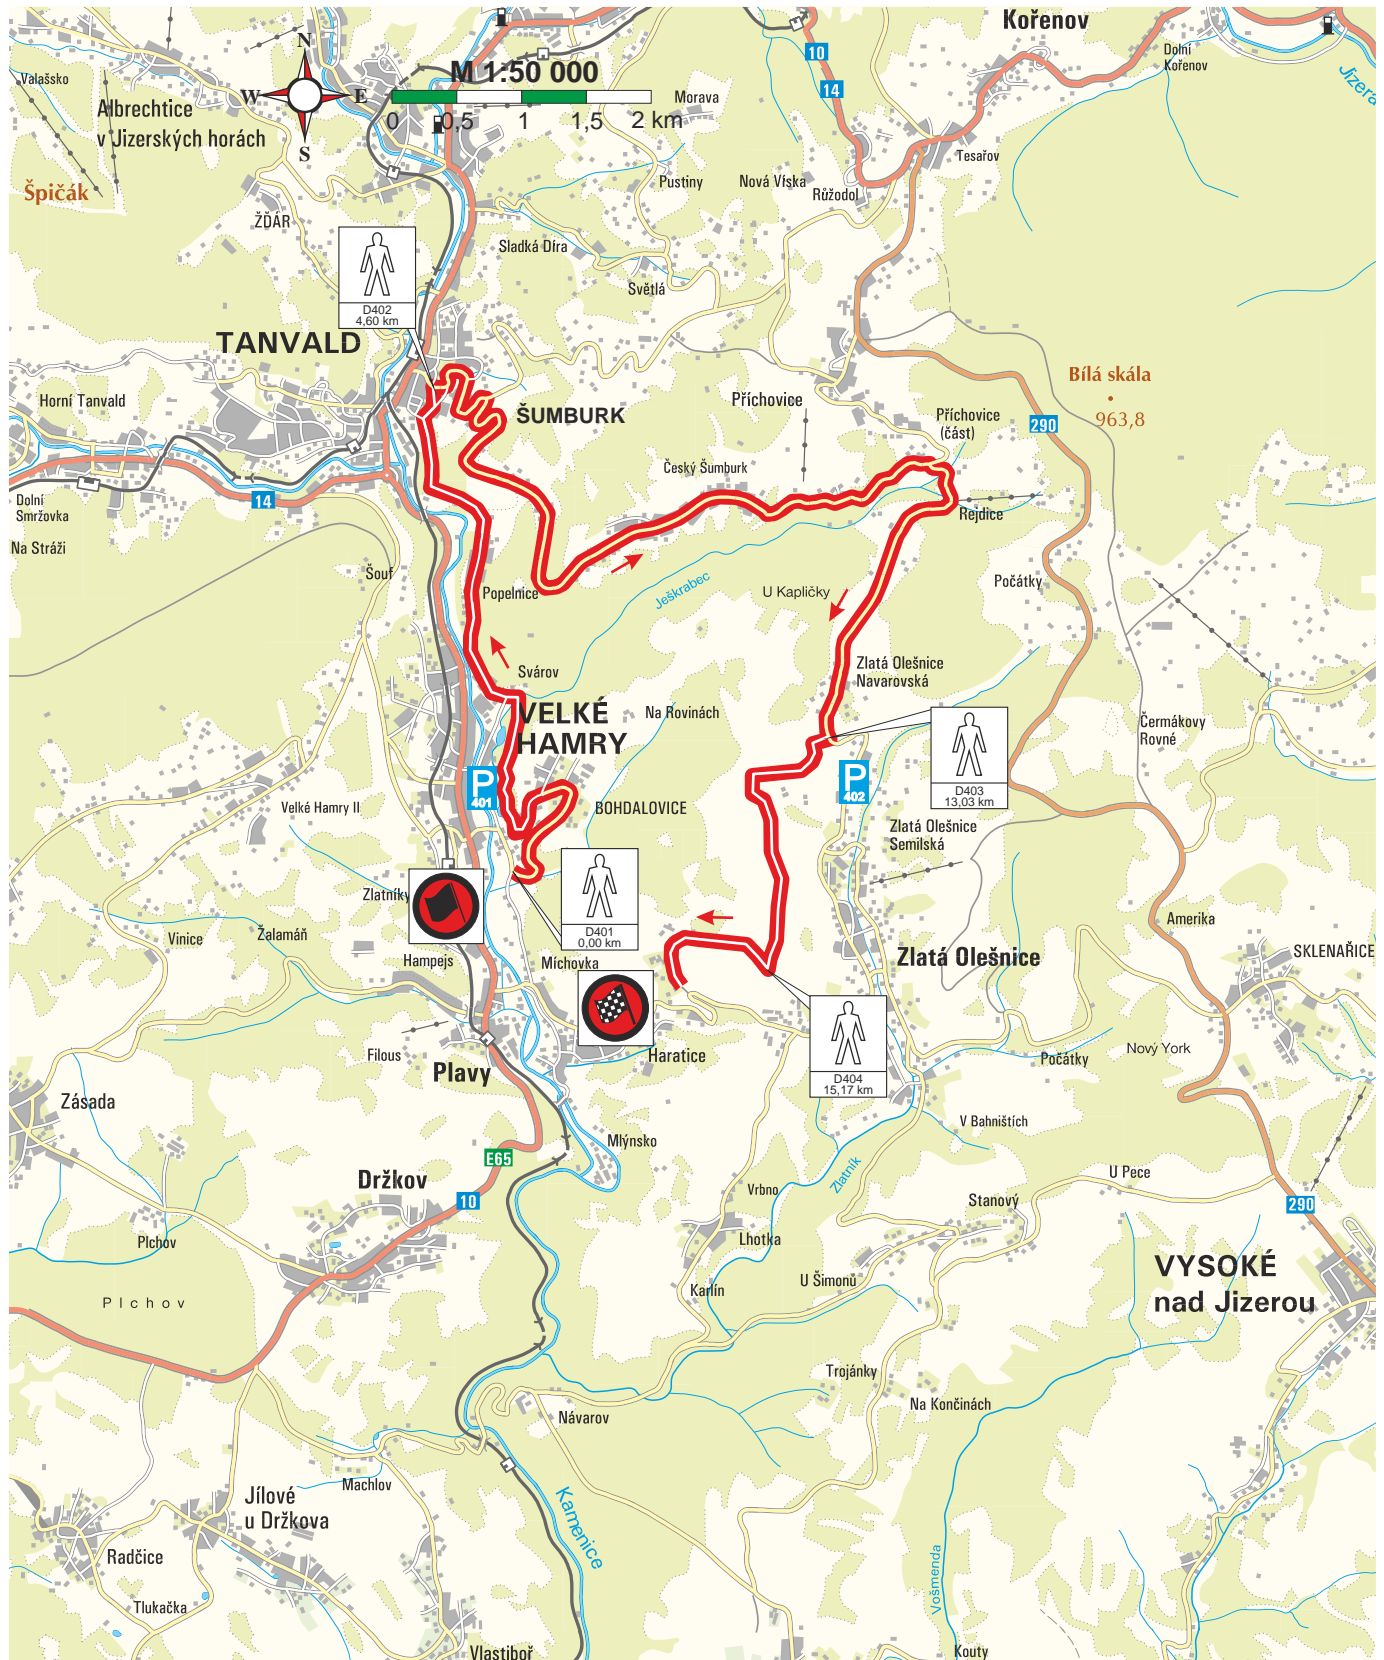 Kořenov
Dolní
Kořenov
Jizera
10
14
N
W
E
S
M 1:50 000
0
0,5
1
1,5
2 km
Morava
Valašsko
Albrechtice
v Jizerských horách
Špičák
ŽĎÁR
Pustiny
Nová Víska
Růžodol
Tesařov
Sladká Díra
Světlá
D402
4,60 km
TANVALD
Horní Tanvald
ŠUMBURK
Příchovice
Příchovice
(část)
Bílá skála
963,8
290
Český Šumburk
Rejdice
14
Dolní
Smržovka
Na Stráži
Šouf
Popelnice
Ješkrabec
U Kapličky
Počátky
Svárov
Zlatá Olešnice
Navarovská
VELKÉ
HAMRY
Na Rovinách
Čermákovy
Rovné
D403
13,03 km
P
401
P
402
Velké Hamry II
BOHDALOVICE
Zlatá Olešnice
Semilská
Zlatníky
D401
0,00 km
Amerika
Vinice
Žalamáň
Hampejs
Míchovka
Zlatá Olešnice
SKLENAŘICE
Filous
Plavy
Haratice
D404
15,17 km
Počátky
Nový York
Zásada
V Bahništích
Mlýnsko
E65
Držkov
10
Vrbno
Zlatník
U Pece
Stanový
290
Plchov
Lhotka
Plchov
Karlín
U Šimonů
VYSOKÉ
nad Jizerou
Trojánky
Na Končinách
Návarov
Machlov
Jílové
u Držkova
Kamenice
Radčice
Vošmenda
Tlukačka
Vlastiboř
Kouty